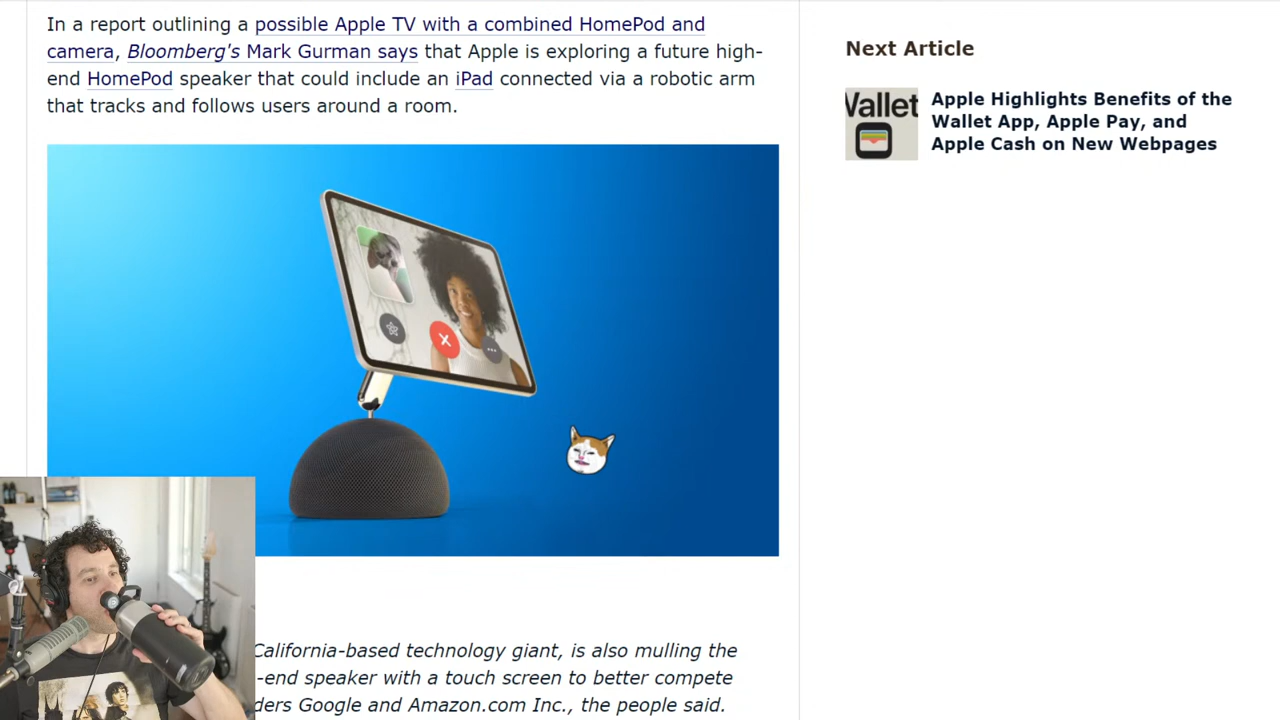 In a report outlining a possible Apple TV with a combined HomePod and
camera, Bloomberg's Mark Gurman says that Apple is exploring a future high-
end HomePod speaker that could include an iPad connected via a robotic arm
that tracks and follows users around a room.
California-based technology giant, is also mulling the
-end speaker with a touch screen to better compete
ders Google and Amazon.com Inc., the people said.
Next Article
Wallet
Apple Highlights Benefits of the
Wallet App, Apple Pay, and
Apple Cash on New Webpages